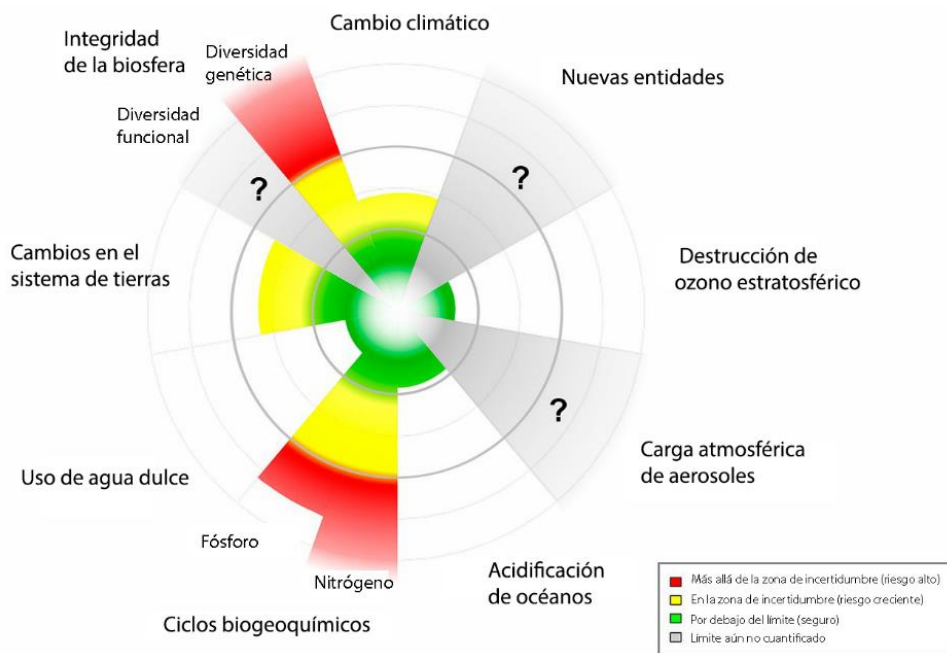 Cambio climático
Integridad
de la biosfera
Diversidad
genética
Nuevas entidades
Diversidad
funcional
?
?
Cambios en el
sistema de tierras
Destrucción de
ozono estratosférico
?
Carga atmosférica
de aerosoles
Uso de agua dulce
Fósforo
Nitrógeno
Acidificación
de océanos
Ciclos biogeoquímicos
Más allá de la zona de incertidumbre (riesgo alto)
En la zona de incertidumbre (riesgo creciente)
Por debajo del límite (seguro)
Límite aún no cuantificado